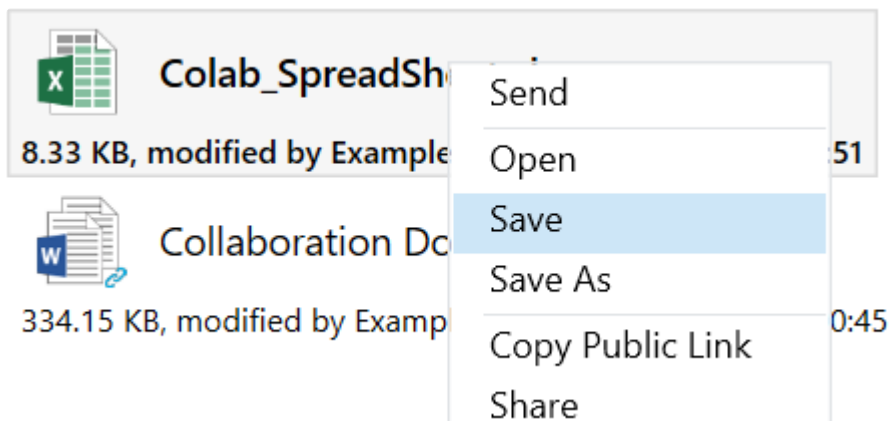 Colab_SpreadSh
8.33 KB, modified by Example
:51
Collaboration Do
334.15 KB, modified by Examp
0:45
Send
Open
Save
Save As
Copy Public Link
Share